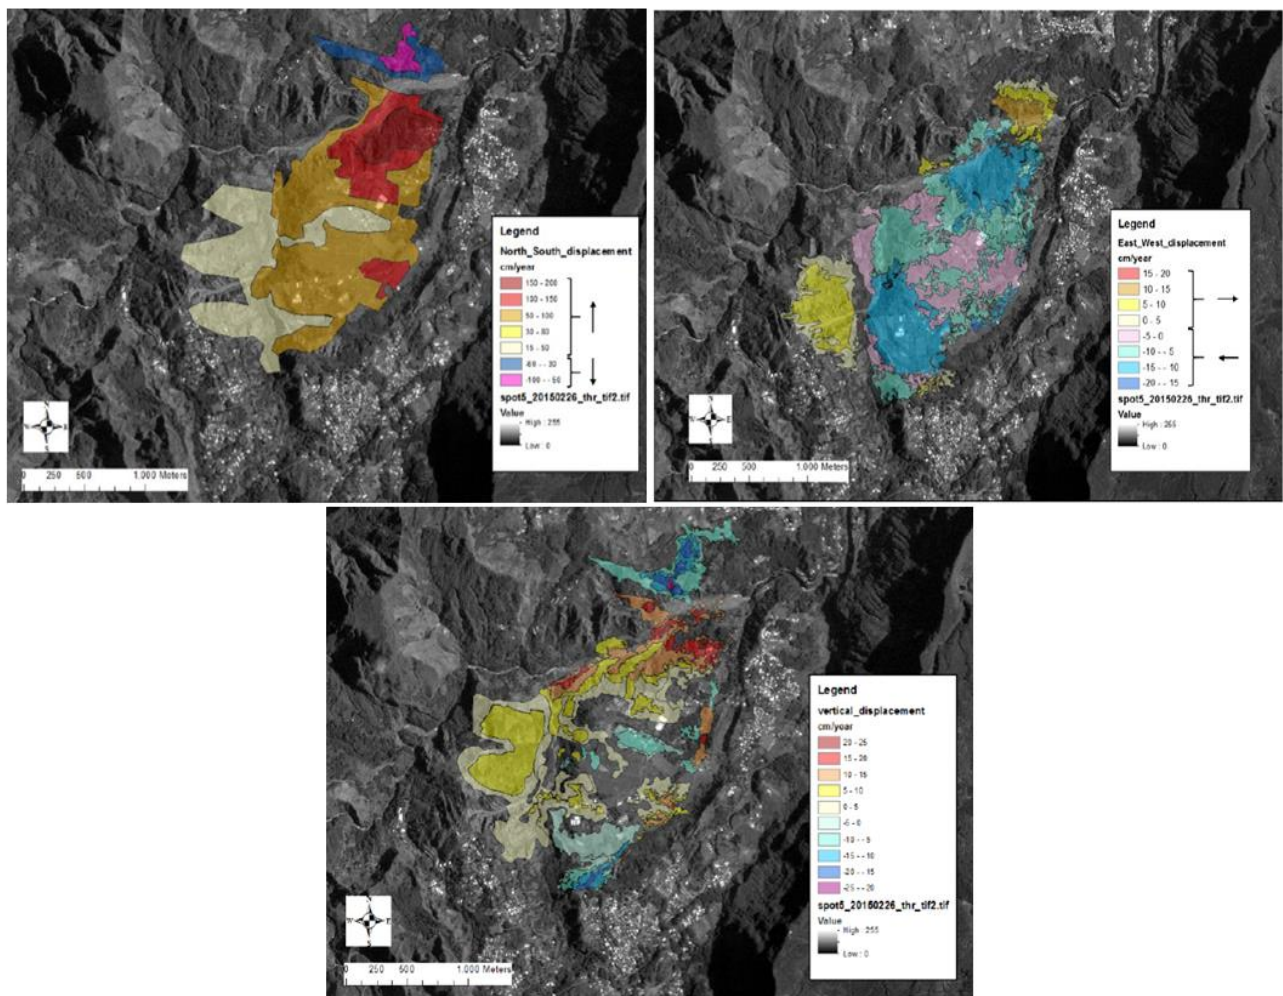 Legend
North_South_displacement
cm/year
150 - 200
100 - 150
50 - 100
30 - 50
-100 - -50
spot5_20150226_thr_tif2.tif
Value
High : 255
Low : 0
N
W E
S
0 250 500 1.000 Meters
Legend
East_West_displacement
cm/year
15 - 20
10 - 15
5 - 10
0 - 5
-5 - 0
-10 - -5
-15 - -10
-20 - -15
spot5_20150226_thr_tif2.tif
Value
High : 255
Low : 0
N
W E
S
0 250 500 1.000 Meters
Legend
vertical_displacement
cm/year
20 - 25
15 - 20
10 - 15
5 - 10
0 - 5
-5 - 0
-10 - -5
-15 - -10
-20 - -15
-25 - -20
spot5_20150226_thr_tif2.tif
Value
High : 255
Low : 0
N
W E
S
0 250 500 1.000 Meters